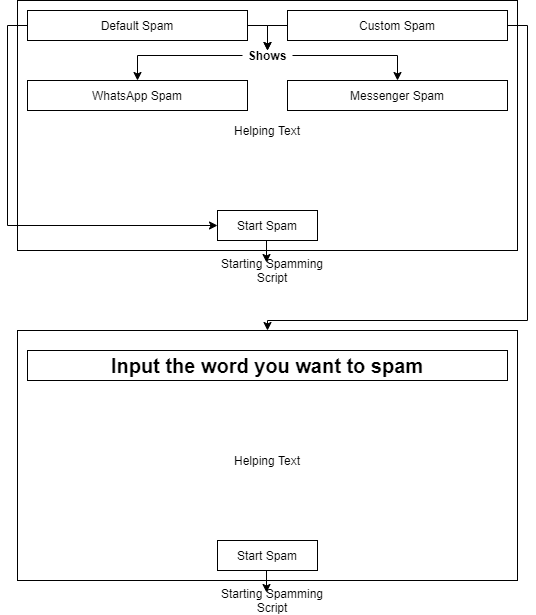 Default Spam
Custom Spam
Shows
WhatsApp Spam
Messenger Spam
Helping Text
Start Spam
Starting Spamming
Script
Input the word you want to spam
Helping Text
Start Spam
Starting Spamming
Script